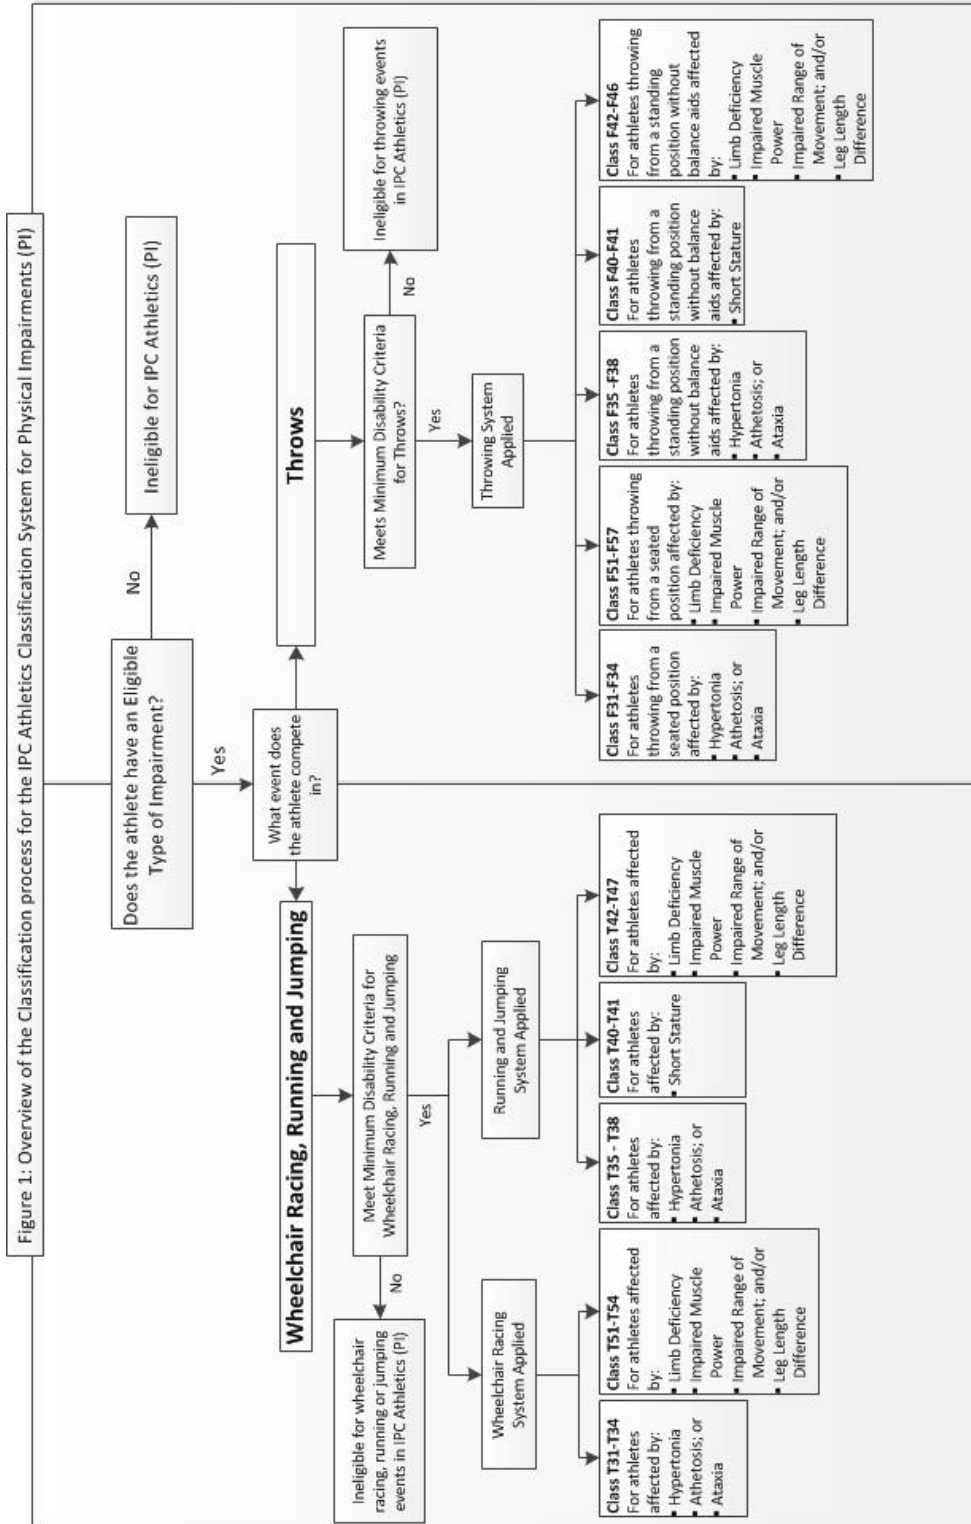 Figure 1: Overview of the Classification process for the IPC Athletics Classification System for Physical Impairments (PI)
Does the athlete have an Eligible
Type of Impairment?
No
Ineligible for IPC Athletics (PI)
Yes
What event does
the athlete compete
in?
Wheelchair Racing, Running and Jumping
Meet Minimum Disability Criteria for
Wheelchair Racing, Running and Jumping
No
Ineligible for wheelchair
racing, running or jumping
events in IPC Athletics (PI)
Yes
Wheelchair Racing
System Applied
Running and Jumping
System Applied
Class T31-T34
For athletes
affected by:
▪ Hypertonia
▪ Athetosis; or
▪ Ataxia
Class T51-T54
For athletes affected
by:
▪ Limb Deficiency
▪ Impaired Muscle
Power
▪ Impaired Range of
Movement; and/or
▪ Leg Length
Difference
Class T35 - T38
For athletes
affected by:
▪ Hypertonia
▪ Athetosis; or
▪ Ataxia
Class T40-T41
For athletes
affected by:
▪ Short Stature
Class T42-T47
For athletes affected
by:
▪ Limb Deficiency
▪ Impaired Muscle
Power
▪ Impaired Range of
Movement; and/or
▪ Leg Length
Difference
Throws
Meets Minimum Disability Criteria
for Throws?
No
Ineligible for throwing events
in IPC Athletics (PI)
Yes
Throwing System
Applied
Class F31-F34
For athletes
throwing from a
seated position
affected by:
▪ Hypertonia
▪ Athetosis; or
▪ Ataxia
Class F51-F57
For athletes throwing
from a seated
position affected by:
▪ Limb Deficiency
▪ Impaired Muscle
Power
▪ Impaired Range of
Movement; and/or
▪ Leg Length
Difference
Class F35 -F38
For athletes
throwing from a
standing position
without balance
aids affected by:
▪ Hypertonia
▪ Athetosis; or
▪ Ataxia
Class F40-F41
For athletes
throwing from a
standing position
without balance
aids affected by:
▪ Short Stature
Class F42-F46
For athletes throwing
from a standing
position without
balance aids affected
by:
▪ Limb Deficiency
▪ Impaired Muscle
Power
▪ Impaired Range of
Movement; and/or
▪ Leg Length
Difference